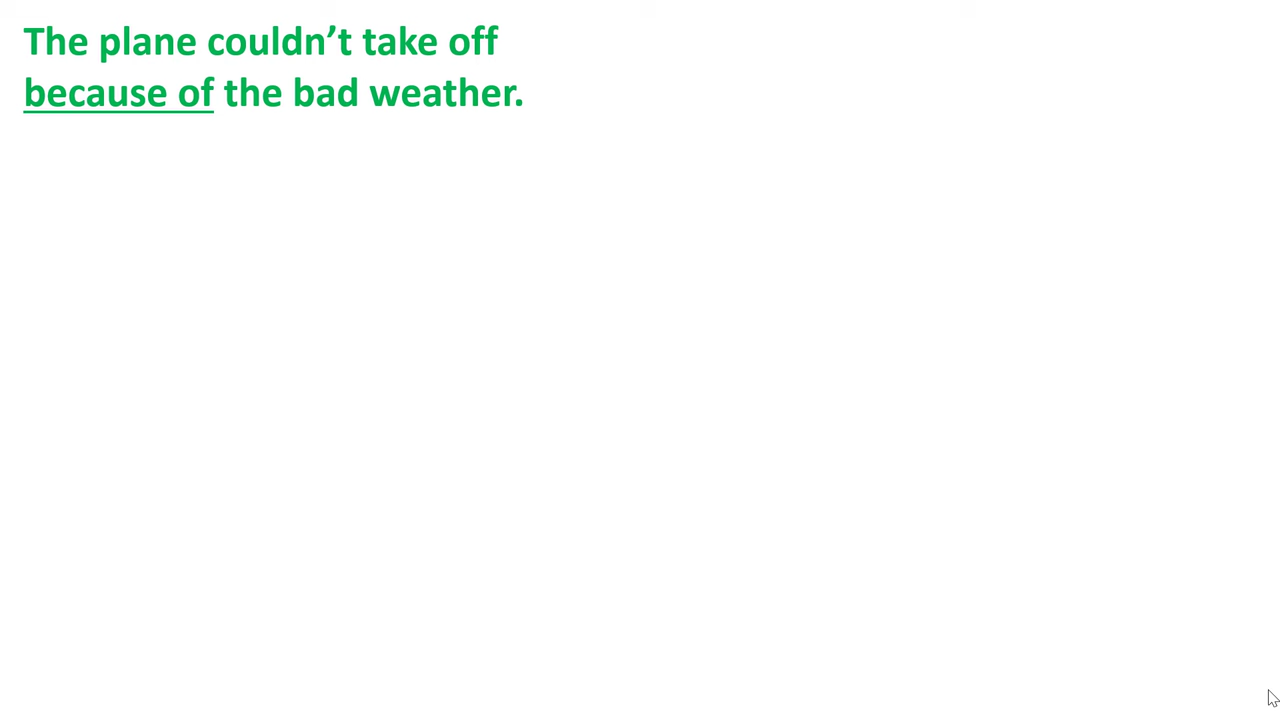 The plane couldn’t take off
because of the bad weather.